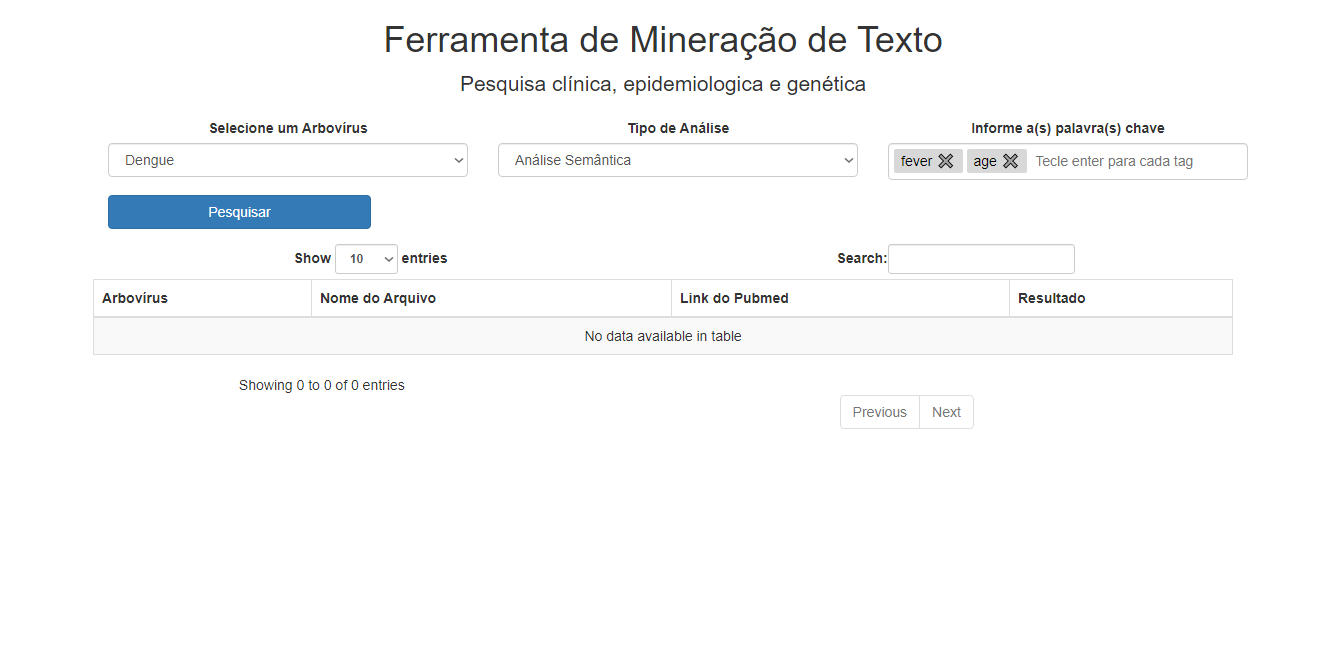 Ferramenta de Mineração de Texto
Pesquisa clínica, epidemiologica e genética
Selecione um Arbovírus
Tipo de Análise
Informe a(s) palavra(s) chave
Dengue
Análise Semântica
fever age Tecle enter para cada tag
Pesquisar
Show 10 entries
Search:
Arbovírus Nome do Arquivo Link do Pubmed Resultado
No data available in table
Showing 0 to 0 of 0 entries
Previous Next